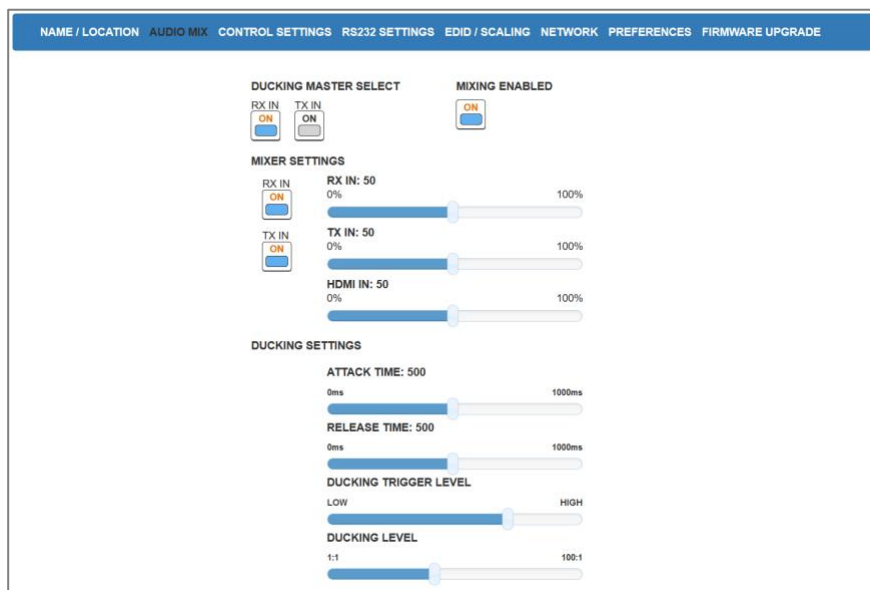 NAME / LOCATION AUDIO MIX CONTROL SETTINGS RS232 SETTINGS EDID / SCALING NETWORK PREFERENCES FIRMWARE UPGRADE
DUCKING MASTER SELECT MIXING ENABLED
RX IN TX IN
ON ON ON
MIXER SETTINGS
RX IN RX IN: 50
ON 0% 100%
TX IN TX IN: 50
ON 0% 100%
HDMI IN: 50
0% 100%
DUCKING SETTINGS
ATTACK TIME: 500
0ms 1000ms
RELEASE TIME: 500
0ms 1000ms
DUCKING TRIGGER LEVEL
LOW HIGH
DUCKING LEVEL
1:1 100:1